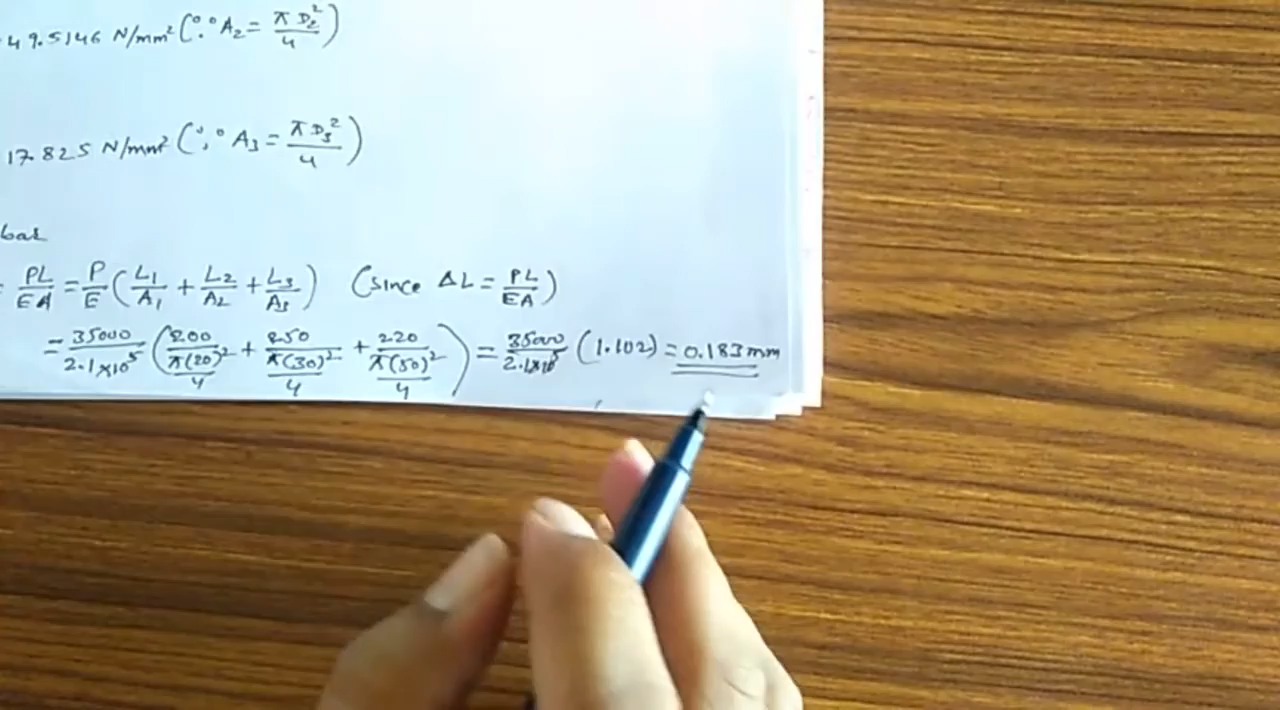 49.5146 N/mm² (∵ A₂ = πD₂²/4)
17.825 N/mm² (∵ A₃ = πD₃²/4)
bar
= PL/EA = P/E (L₁/A₁ + L₂/A₂ + L₃/A₃) (since ΔL = PL/EA)
= 35000/2.1×10⁵ (200/π(20)²/4 + 250/π(30)²/4 + 220/π(50)²/4) = 35000/2.1×10⁵ (1.102) = 0.183 mm